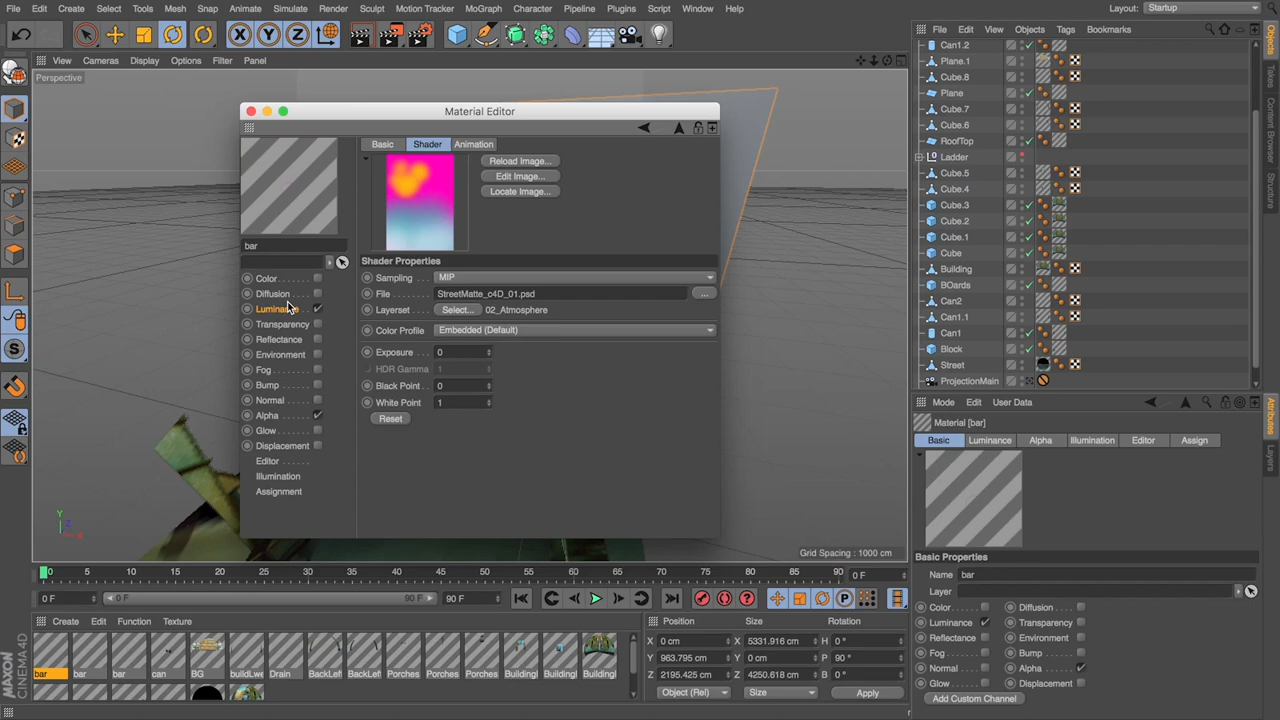 File Edit Create Select Tools Mesh Snap Animate Simulate Render Sculpt Motion Tracker MoGraph Character Pipeline Plugins Script Window Help Layout: Startup
View Cameras Display Options Filter Panel
Perspective
Material Editor
Basic Shader Animation
Reload Image...
Edit Image...
Locate Image...
bar
Color
Diffusion
Luminance
Transparency
Reflectance
Environment
Fog
Bump
Normal
Alpha
Glow
Displacement
Editor
Illumination
Assignment
Shader Properties
Sampling MIP
File StreetMatte_c4D_01.psd ...
Layerset Select... 02_Atmosphere
Color Profile Embedded (Default)
Exposure 0
HDR Gamma 1
Black Point 0
White Point 1
Reset
Grid Spacing : 1000 cm
Y
Z
X
File Edit View Objects Tags Bookmarks
Can1.2
Plane.1
Cube.8
Plane
Cube.7
Cube.6
RoofTop
Ladder
Cube.5
Cube.4
Cube.3
Cube.2
Cube.1
Cube
Building
BOards
Can2
Can1.1
Can1
Block
Street
ProjectionMain
Objects
Takes
Content Browser
Structure
Mode Edit User Data
Material [bar]
Basic Luminance Alpha Illumination Editor Assign
Basic Properties
Name bar
Layer
Color Diffusion
Luminance Transparency
Reflectance Environment
Fog Bump
Normal Alpha
Glow Displacement
Add Custom Channel
Attributes
Layers
0 5 10 15 20 25 30 35 40 45 50 55 60 65 70 75 80 85 90 0 F
0 F 0 F 90 F 90 F
Create Edit Function Texture
bar bar bar can BG buildLwe Drain BackLef BackLef Porches Porches Porches Building Building Building
Position Size Rotation
X 0 cm X 5331.916 cm H 0 °
Y 963.795 cm Y 0 cm P 90 °
Z 2195.425 cm Z 4250.618 cm B 0 °
Object (Rel) Size Apply
MAXON
CINEMA 4D